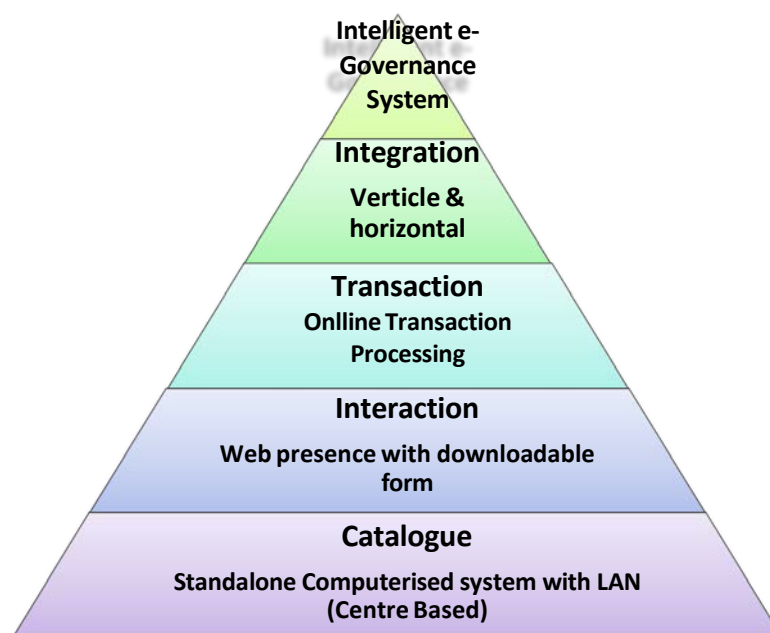 Intelligent e-
Governance
System
Integration
Verticle &
horizontal
Transaction
Onlline Transaction
Processing
Interaction
Web presence with downloadable
form
Catalogue
Standalone Computerised system with LAN
(Centre Based)